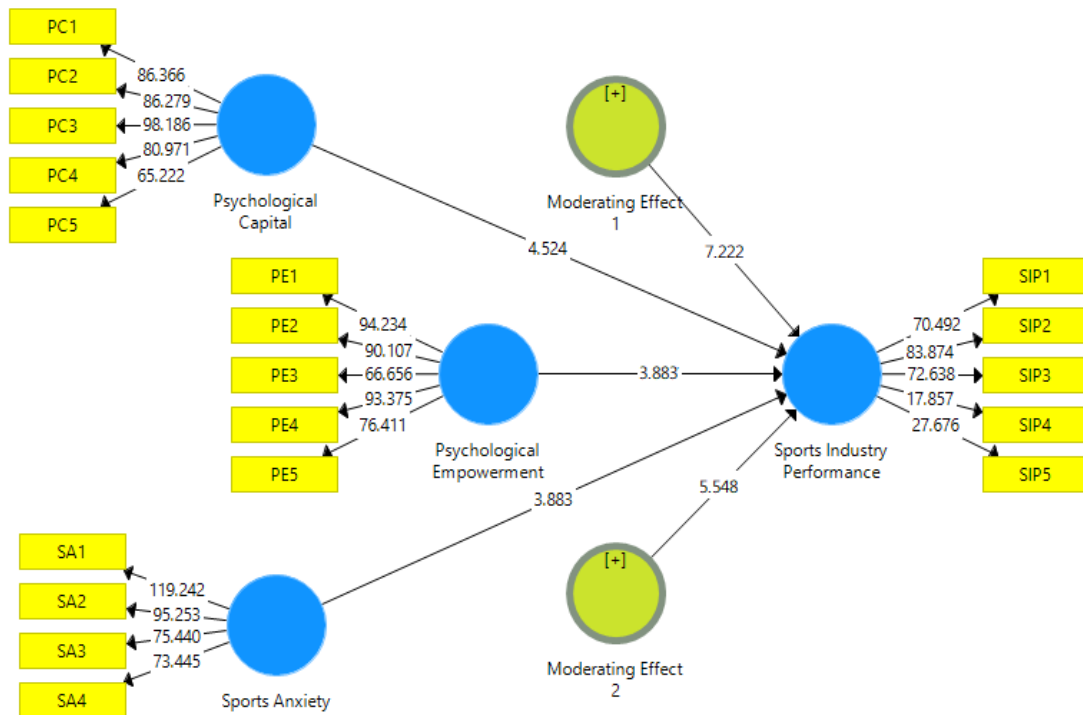 PC1
PC2
PC3
PC4
PC5
86.366
86.279
98.186
80.971
65.222
Psychological
Capital
[+]
Moderating Effect
1
4.524
7.222
PE1
PE2
PE3
PE4
PE5
94.234
90.107
66.656
93.375
76.411
Psychological
Empowerment
3.883
SIP1
SIP2
SIP3
SIP4
SIP5
70.492
83.874
72.638
17.857
27.676
Sports Industry
Performance
3.883
5.548
SA1
SA2
SA3
SA4
119.242
95.253
75.440
73.445
Sports Anxiety
[+]
Moderating Effect
2